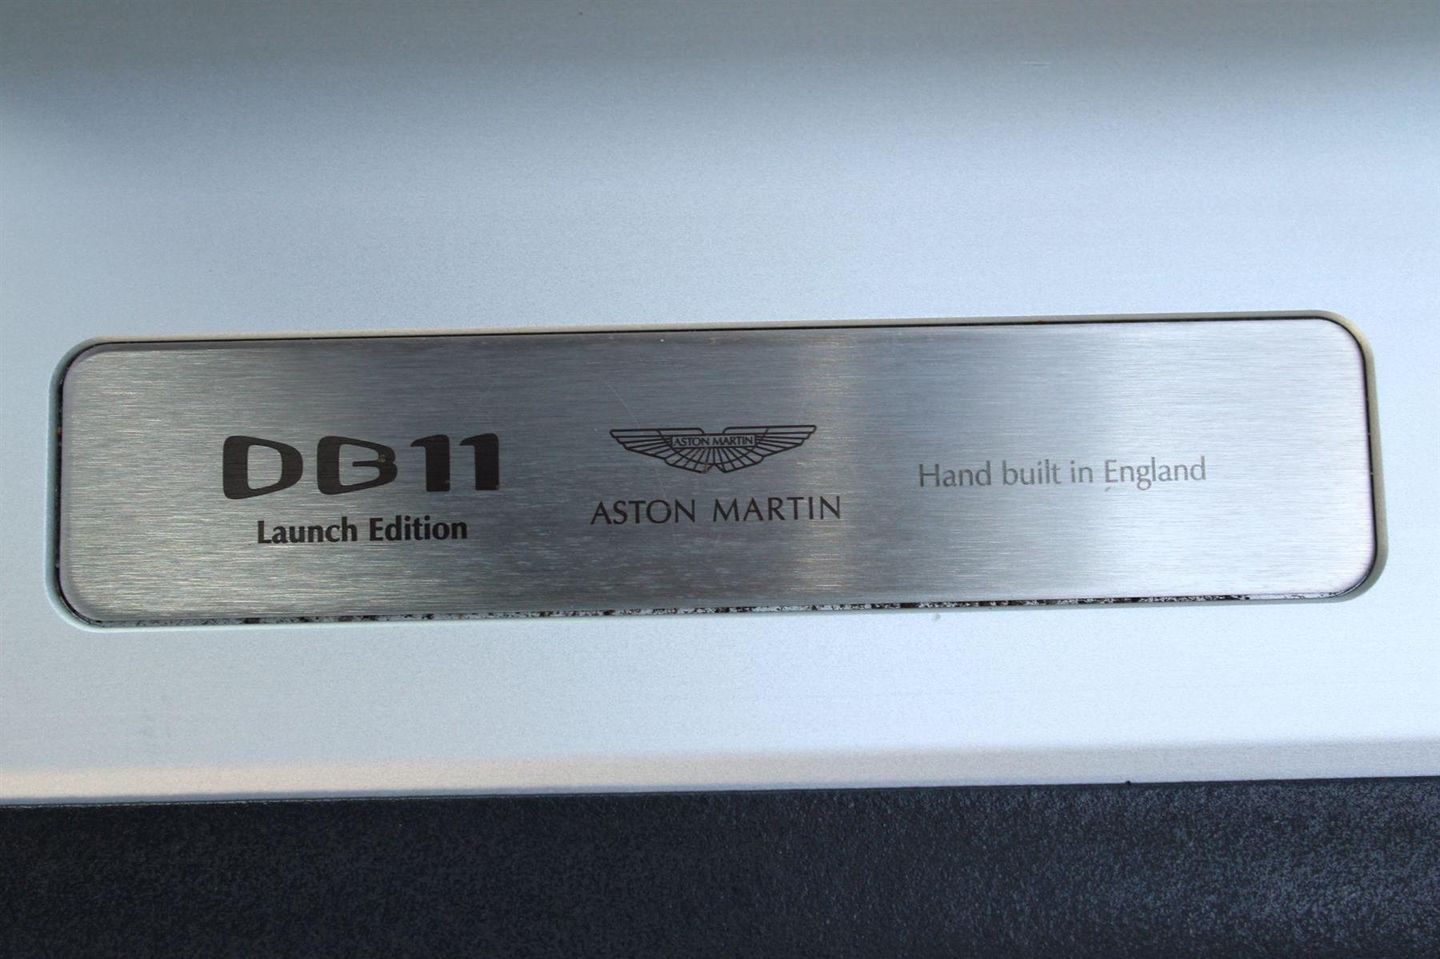 DB11
Launch Edition
ASTON MARTIN
ASTON MARTIN
Hand built in England